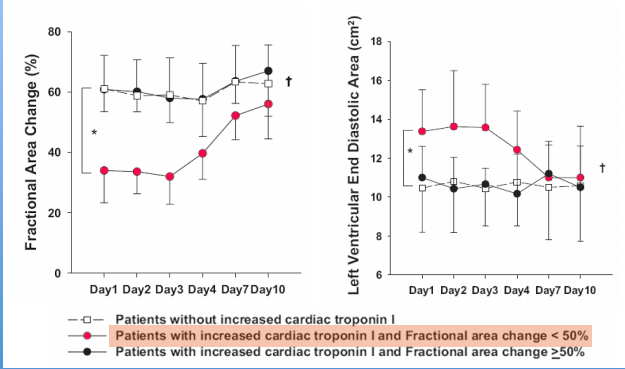 Fractional Area Change (%)
80
60
40
20
0
*
†
Day1 Day2 Day3 Day4 Day7 Day10
Left Ventricular End Diastolic Area (cm²)
18
16
14
12
10
8
6
*
†
Day1 Day2 Day3 Day4 Day7 Day10
Patients without increased cardiac troponin I
Patients with increased cardiac troponin I and Fractional area change < 50%
Patients with increased cardiac troponin I and Fractional area change ≥50%